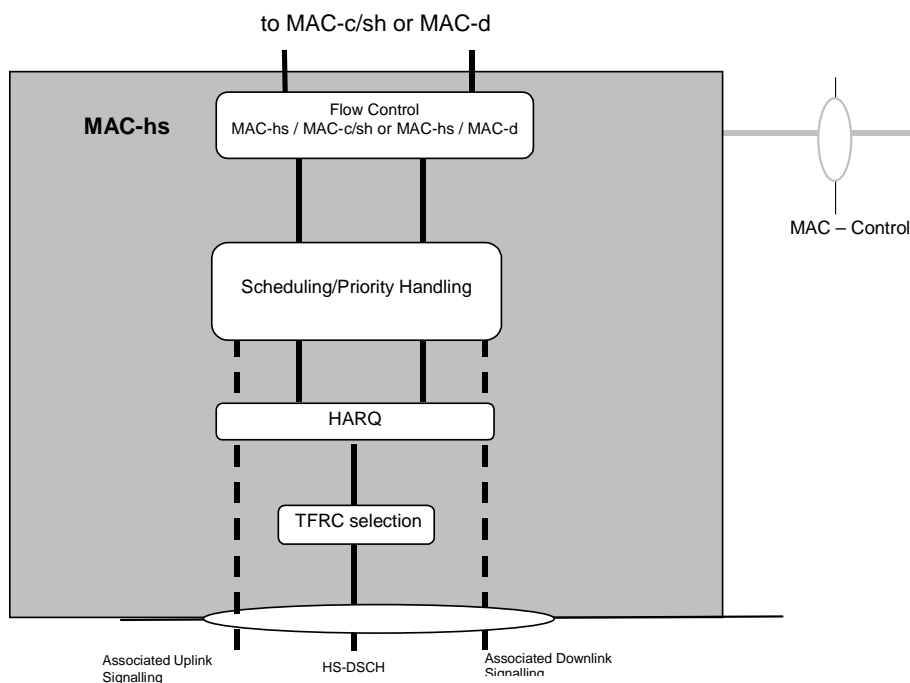 to MAC-c/sh or MAC-d
MAC-hs
Flow Control
MAC-hs / MAC-c/sh or MAC-hs / MAC-d
MAC – Control
Scheduling/Priority Handling
HARQ
TFRC selection
Associated Uplink
Signalling
HS-DSCH
Associated Downlink
Signalling